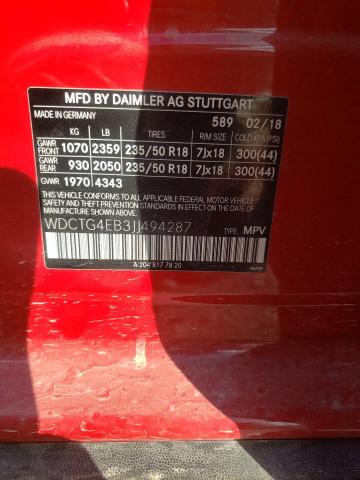 MFD BY DAIMLER AG STUTTGART
MADE IN GERMANY 589 02/18
KG LB TIRES RIM SIZE COLD KPA (PSI)
GAWR FRONT 1070 2359 235/50 R18 7Jx18 300(44)
GAWR REAR 930 2050 235/50 R18 7Jx18 300(44)
GVWR 1970 4343
THIS VEHICLE CONFORMS TO ALL APPLICABLE FEDERAL MOTOR VEHICLE
SAFETY AND THEFT PREVENTION STANDARDS IN EFFECT ON THE DATE
OF MANUFACTURE SHOWN ABOVE.
WDCTG4EB3JJ494287 TYPE: MPV
A 204 817 78 20